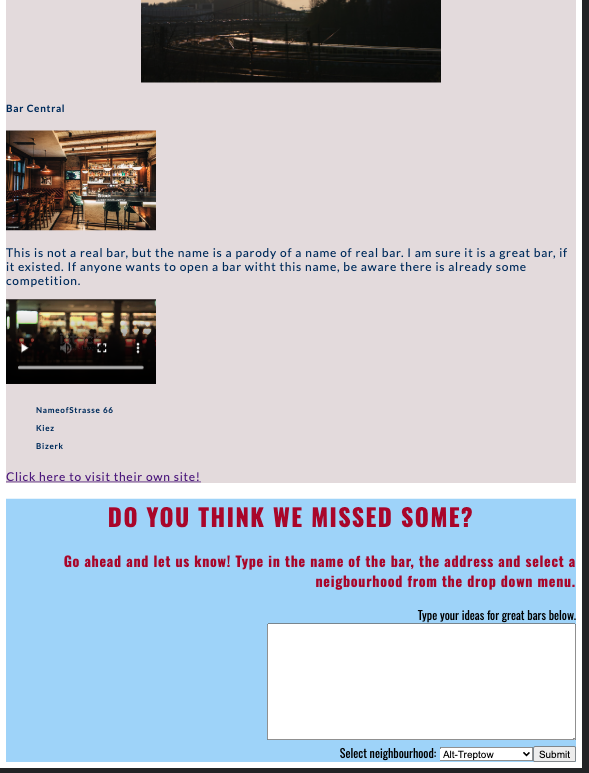 Bar Central
This is not a real bar, but the name is a parody of a name of real bar. I am sure it is a great bar, if
it existed. If anyone wants to open a bar witht this name, be aware there is already some
competition.
NameofStrasse 66
Kiez
Bizerk
Click here to visit their own site!
DO YOU THINK WE MISSED SOME?
Go ahead and let us know! Type in the name of the bar, the address and select a
neigbourhood from the drop down menu.
Type your ideas for great bars below.
Select neighbourhood: Alt-Treptow Submit